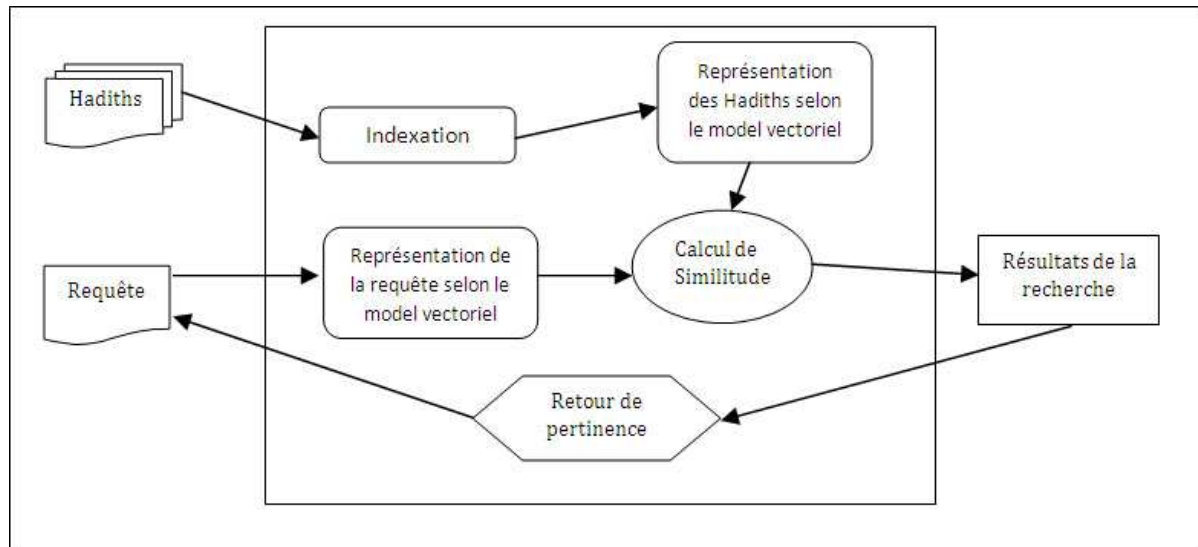 Hadiths
Indexation
Représentation
des Hadiths selon
le model vectoriel
Requête
Représentation de
la requête selon le
model vectoriel
Calcul de
Similitude
Résultats de la
recherche
Retour de
pertinence